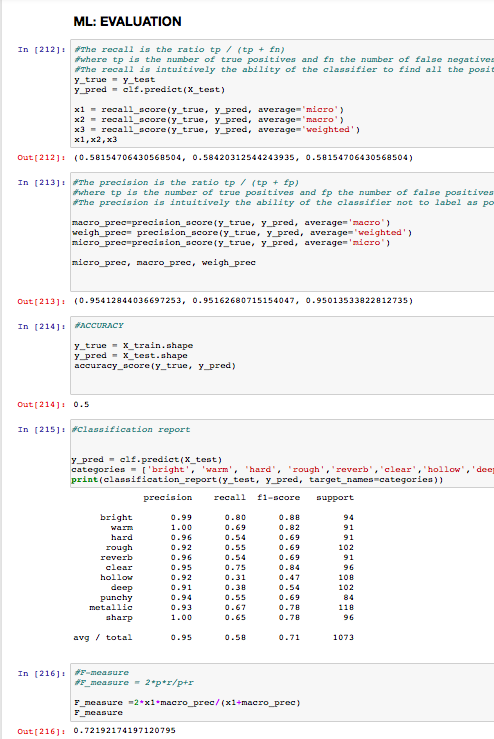 ML: EVALUATION
In [212]: #The recall is the ratio tp / (tp + fn)
#where tp is the number of true positives and fn the number of false negatives
#The recall is intuitively the ability of the classifier to find all the posit
y_true = y_test
y_pred = clf.predict(X_test)
x1 = recall_score(y_true, y_pred, average='micro')
x2 = recall_score(y_true, y_pred, average='macro')
x3 = recall_score(y_true, y_pred, average='weighted')
x1,x2,x3
Out[212]: (0.58154706430568504, 0.58420312544243935, 0.58154706430568504)
In [213]: #The precision is the ratio tp / (tp + fp)
#where tp is the number of true positives and fp the number of false positives
#The precision is intuitively the ability of the classifier not to label as po
macro_prec=precision_score(y_true, y_pred, average='macro')
weigh_prec= precision_score(y_true, y_pred, average='weighted')
micro_prec=precision_score(y_true, y_pred, average='micro')
micro_prec, macro_prec, weigh_prec
Out[213]: (0.95412844036697253, 0.95162680715154047, 0.95013533822812735)
In [214]: #ACCURACY
y_true = X_train.shape
y_pred = X_test.shape
accuracy_score(y_true, y_pred)
Out[214]: 0.5
In [215]: #Classification report
y_pred = clf.predict(X_test)
categories = ['bright', 'warm', 'hard', 'rough','reverb','clear','hollow','deep
print(classification_report(y_test, y_pred, target_names=categories))
precision recall f1-score support
bright 0.99 0.80 0.88 94
warm 1.00 0.69 0.82 91
hard 0.96 0.54 0.69 91
rough 0.92 0.55 0.69 102
reverb 0.96 0.54 0.69 91
clear 0.95 0.75 0.84 96
hollow 0.92 0.31 0.47 108
deep 0.91 0.38 0.54 102
punchy 0.94 0.55 0.69 84
metallic 0.93 0.67 0.78 118
sharp 1.00 0.65 0.78 96
avg / total 0.95 0.58 0.71 1073
In [216]: #F-measure
#F_measure = 2*p*r/p+r
F_measure =2*x1*macro_prec/(x1+macro_prec)
F_measure
Out[216]: 0.72192174197120795